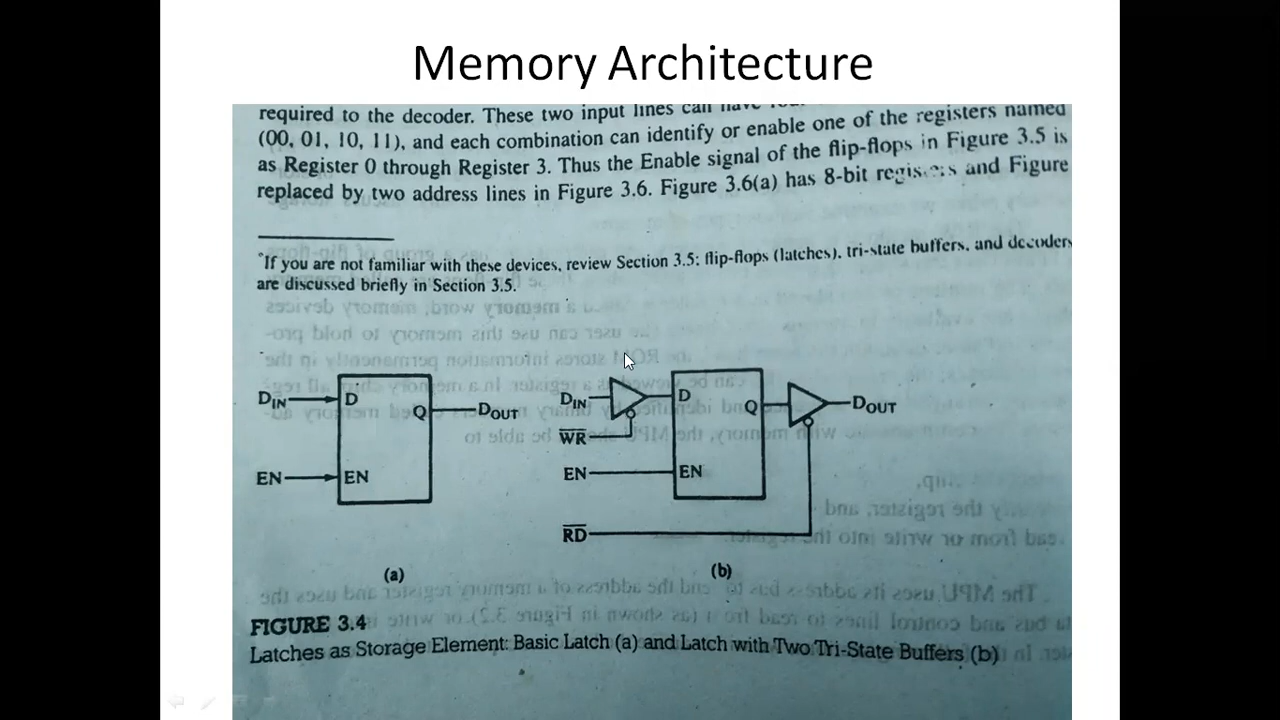 Memory Architecture
required to the decoder. These two input lines can have
(00, 01, 10, 11), and each combination can identify or enable one of the registers named
as Register 0 through Register 3. Thus the Enable signal of the flip-flops in Figure 3.5 is
replaced by two address lines in Figure 3.6. Figure 3.6(a) has 8-bit registers and Figure
*If you are not familiar with these devices, review Section 3.5: flip-flops (latches), tri-state buffers, and decoders
are discussed briefly in Section 3.5.
DIN D Q DOUT
EN EN
(a)
DIN D Q DOUT
WR
EN EN
RD
(b)
FIGURE 3.4
Latches as Storage Element: Basic Latch (a) and Latch with Two Tri-State Buffers (b)